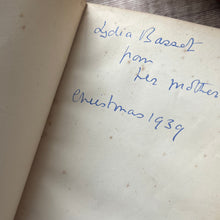 Lydia Bassett
from
her mother
Christmas 1939